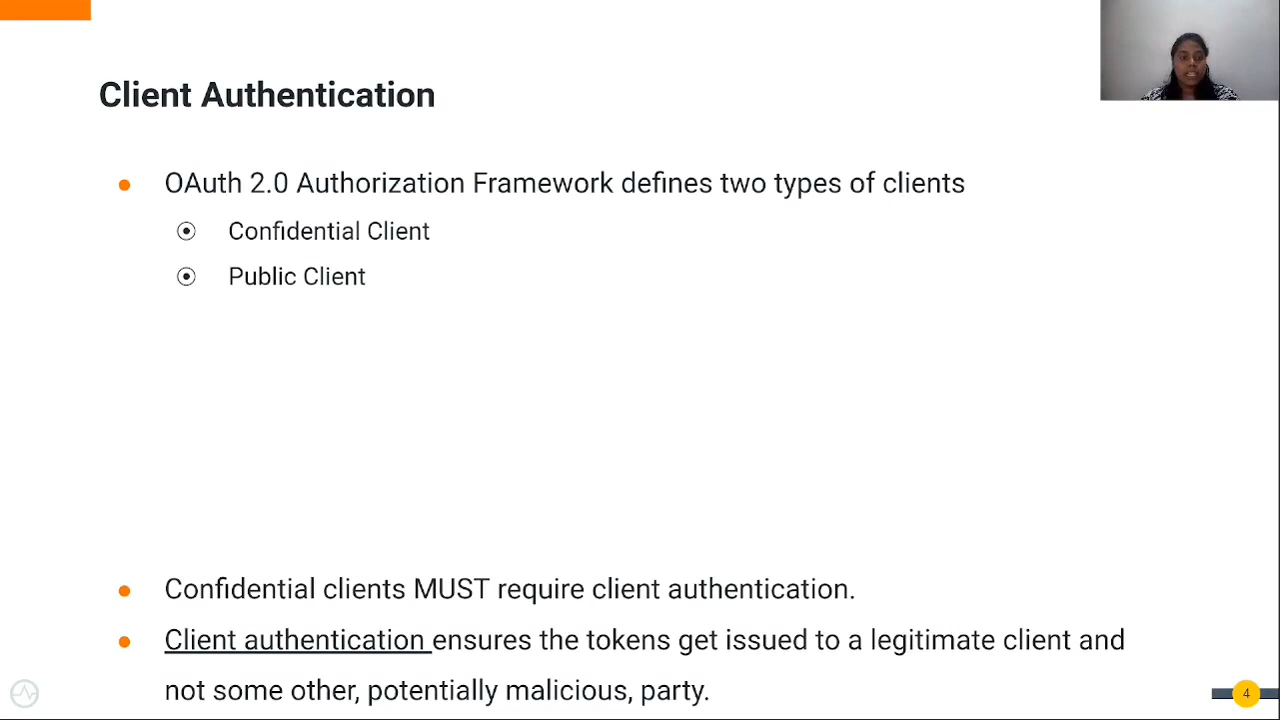 Client Authentication
OAuth 2.0 Authorization Framework defines two types of clients
Confidential Client
Public Client
Confidential clients MUST require client authentication.
Client authentication ensures the tokens get issued to a legitimate client and
not some other, potentially malicious, party.
4